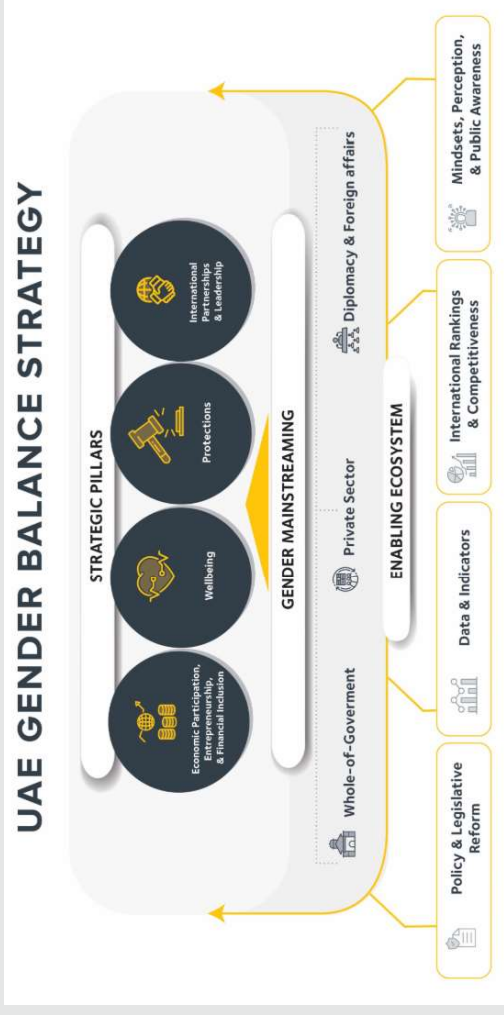 UAE GENDER BALANCE STRATEGY
STRATEGIC PILLARS
Economic Participation,
Entrepreneurship,
& Financial Inclusion
Wellbeing
Protections
International
Partnerships
& Leadership
GENDER MAINSTREAMING
Whole-of-Goverment
Private Sector
Diplomacy & Foreign affairs
ENABLING ECOSYSTEM
Policy & Legislative
Reform
Data & Indicators
International Rankings
& Competitiveness
Mindsets, Perception,
& Public Awareness